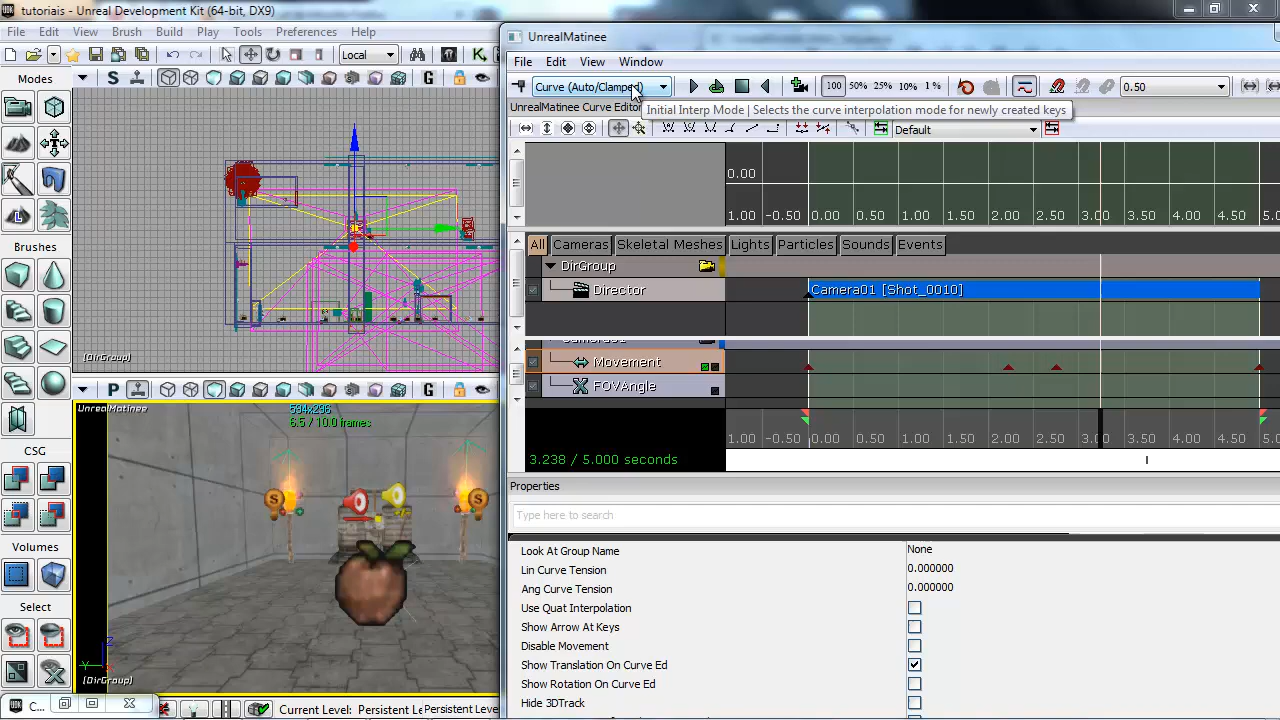 tutoriais - Unreal Development Kit (64-bit, DX9)
File Edit View Brush Build Play Tools Preferences Help
Local
Modes
Brushes
CSG
Volumes
Select
S
G
[DirGroup]
P
G
UnrealMatinee
594x296
6.5 / 10.0 frames
[DirGroup]
C...
Current Level: Persistent Le
Persistent Level
UnrealMatinee
File Edit View Window
Curve (Auto/Clamped)
100 50% 25% 10% 1%
0.50
Initial Interp Mode | Selects the curve interpolation mode for newly created keys
UnrealMatinee Curve Editor
Default
0.00
1.00 -0.50 0.00 0.50 1.00 1.50 2.00 2.50 3.00 3.50 4.00 4.50 5.0
All Cameras Skeletal Meshes
DirGroup
Director
Camera01 [Shot_0010]
Movement
FOVAngle
1.00 -0.50 0.00 0.50 1.00 1.50 2.00 2.50 3.00 3.50 4.00 4.50
3.238 / 5.000 seconds
Properties
Type here to search
Look At Group Name None
Lin Curve Tension 0.000000
Ang Curve Tension 0.000000
Use Quat Interpolation
Show Arrow At Keys
Disable Movement
Show Translation On Curve Ed
Show Rotation On Curve Ed
Hide 3DTrack